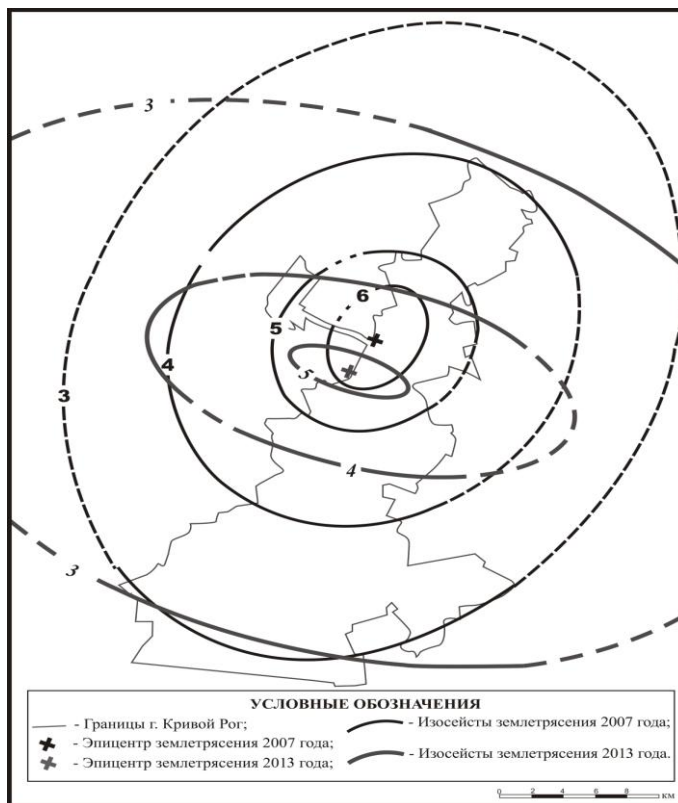 3
6
5
4
3
5
4
3
УСЛОВНЫЕ ОБОЗНАЧЕНИЯ
- Границы г. Кривой Рог;
- Эпицентр землетрясения 2007 года;
- Эпицентр землетрясения 2013 года;
- Изосейсты землетрясения 2007 года;
- Изосейсты землетрясения 2013 года.
0 2 4 6 8 км